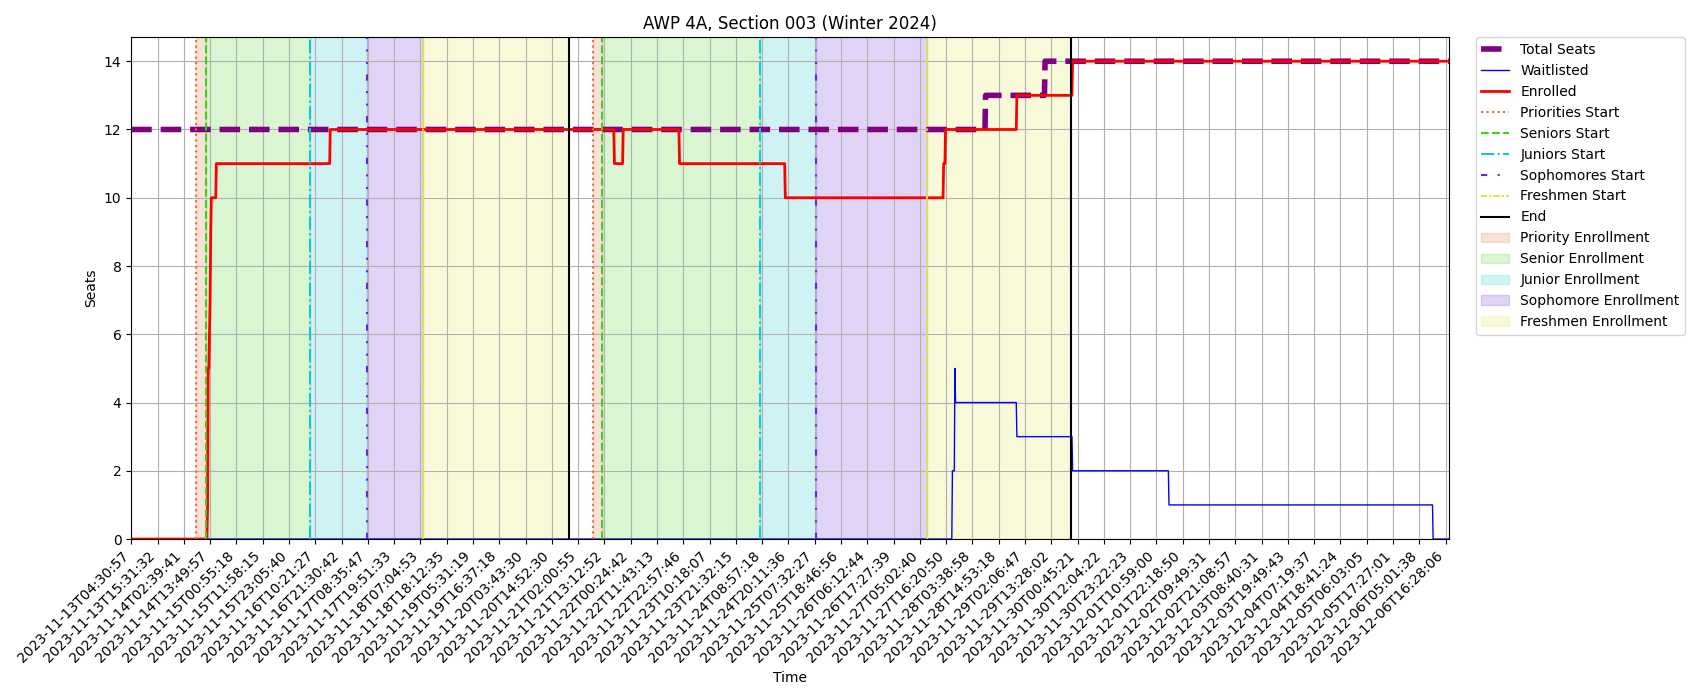 AWP 4A, Section 003 (Winter 2024)
14
12
10
8
6
4
2
0
Seats
2023-11-13T04:30:57
2023-11-13T15:31:32
2023-11-14T02:39:41
2023-11-14T13:49:57
2023-11-15T00:55:18
2023-11-15T11:58:15
2023-11-15T23:05:40
2023-11-16T10:21:27
2023-11-16T21:30:42
2023-11-17T08:35:47
2023-11-17T19:51:33
2023-11-18T07:04:53
2023-11-18T18:12:35
2023-11-19T05:31:19
2023-11-19T16:37:18
2023-11-20T03:43:30
2023-11-20T14:52:30
2023-11-21T02:00:55
2023-11-21T13:12:52
2023-11-22T00:24:42
2023-11-22T11:43:13
2023-11-22T22:57:46
2023-11-23T10:18:07
2023-11-23T21:32:15
2023-11-24T08:57:18
2023-11-24T20:11:36
2023-11-25T07:32:27
2023-11-25T18:46:56
2023-11-26T06:12:44
2023-11-26T17:27:39
2023-11-27T05:02:40
2023-11-27T16:20:50
2023-11-28T03:38:58
2023-11-28T14:53:18
2023-11-29T02:06:47
2023-11-29T13:28:02
2023-11-30T00:45:21
2023-11-30T12:04:22
2023-11-30T23:22:23
2023-12-01T10:59:00
2023-12-01T22:18:50
2023-12-02T09:49:31
2023-12-02T21:08:57
2023-12-03T08:40:31
2023-12-03T19:49:43
2023-12-04T07:19:37
2023-12-04T18:41:24
2023-12-05T06:03:05
2023-12-05T17:27:01
2023-12-06T05:01:38
2023-12-06T16:28:06
Time
Total Seats
Waitlisted
Enrolled
Priorities Start
Seniors Start
Juniors Start
Sophomores Start
Freshmen Start
End
Priority Enrollment
Senior Enrollment
Junior Enrollment
Sophomore Enrollment
Freshmen Enrollment